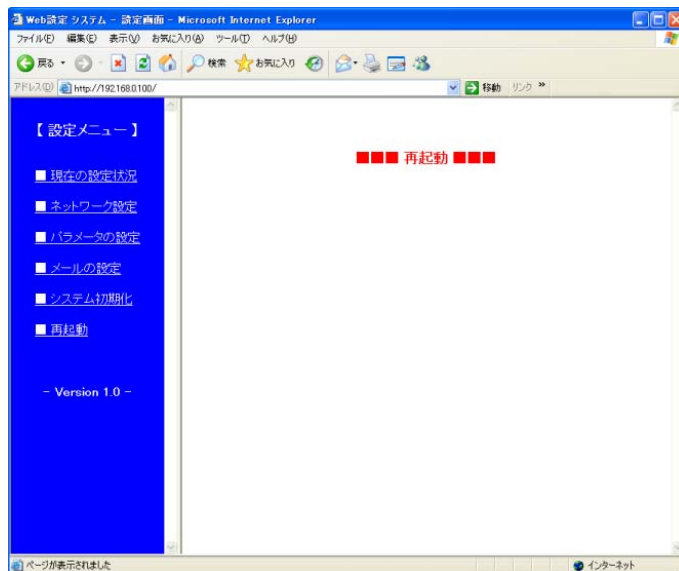 Web設定 システム - 設定画面 - Microsoft Internet Explorer
ファイル(F) 編集(E) 表示(V) お気に入り(A) ツール(T) ヘルプ(H)
戻る 検索 お気に入り
アドレス(D) http://192.168.0.100/ 移動 リンク »
【 設定メニュー 】
■ 現在の設定状況
■ ネットワーク設定
■ パラメータの設定
■ メールの設定
■ システム初期化
■ 再起動
- Version 1.0 -
■■■ 再起動 ■■■
ページが表示されました インターネット